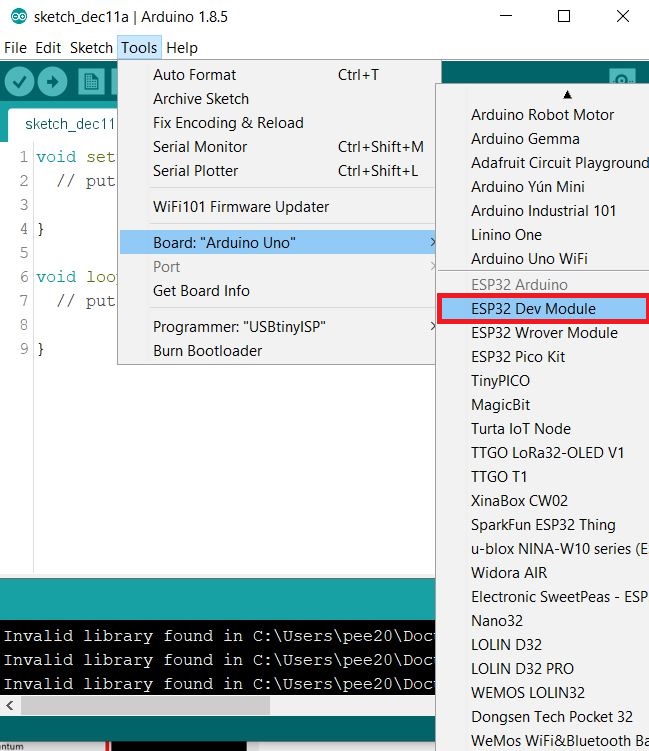 sketch_dec11a | Arduino 1.8.5
File Edit Sketch Tools Help
sketch_dec11
1 void set
2 // put
3
4 }
5
6 void loo
7 // put
8
9 }
Auto Format Ctrl+T
Archive Sketch
Fix Encoding & Reload
Serial Monitor Ctrl+Shift+M
Serial Plotter Ctrl+Shift+L
WiFi101 Firmware Updater
Board: "Arduino Uno"
Port
Get Board Info
Programmer: "USBtinyISP"
Burn Bootloader
Arduino Robot Motor
Arduino Gemma
Adafruit Circuit Playground
Arduino Yún Mini
Arduino Industrial 101
Linino One
Arduino Uno WiFi
ESP32 Arduino
ESP32 Dev Module
ESP32 Wrover Module
ESP32 Pico Kit
TinyPICO
MagicBit
Turta IoT Node
TTGO LoRa32-OLED V1
TTGO T1
XinaBox CW02
SparkFun ESP32 Thing
u-blox NINA-W10 series (E
Widora AIR
Electronic SweetPeas - ESP
Nano32
LOLIN D32
LOLIN D32 PRO
WEMOS LOLIN32
Dongsen Tech Pocket 32
WeMos WiFi&Bluetooth Ba
Invalid library found in C:\Users\pee20\Doc
Invalid library found in C:\Users\pee20\Doc
Invalid library found in C:\Users\pee20\Doc
ntum